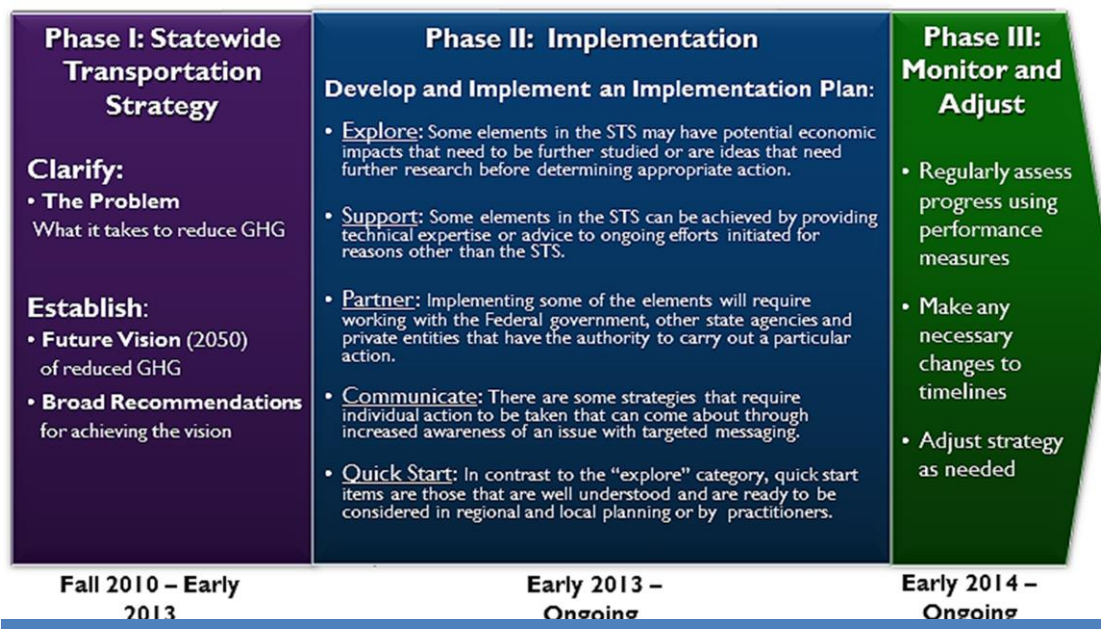 Phase I: Statewide
Transportation
Strategy
Clarify:
• The Problem
What it takes to reduce GHG
Establish:
• Future Vision (2050)
of reduced GHG
• Broad Recommendations
for achieving the vision
Fall 2010 – Early
2013
Phase II: Implementation
Develop and Implement an Implementation Plan:
• Explore: Some elements in the STS may have potential economic
impacts that need to be further studied or are ideas that need
further research before determining appropriate action.
• Support: Some elements in the STS can be achieved by providing
technical expertise or advice to ongoing efforts initiated for
reasons other than the STS.
• Partner: Implementing some of the elements will require
working with the Federal government, other state agencies and
private entities that have the authority to carry out a particular
action.
• Communicate: There are some strategies that require
individual action to be taken that can come about through
increased awareness of an issue with targeted messaging.
• Quick Start: In contrast to the “explore” category, quick start
items are those that are well understood and are ready to be
considered in regional and local planning or by practitioners.
Early 2013 –
Ongoing
Phase III:
Monitor and
Adjust
• Regularly assess
progress using
performance
measures
• Make any
necessary
changes to
timelines
• Adjust strategy
as needed
Early 2014 –
Ongoing